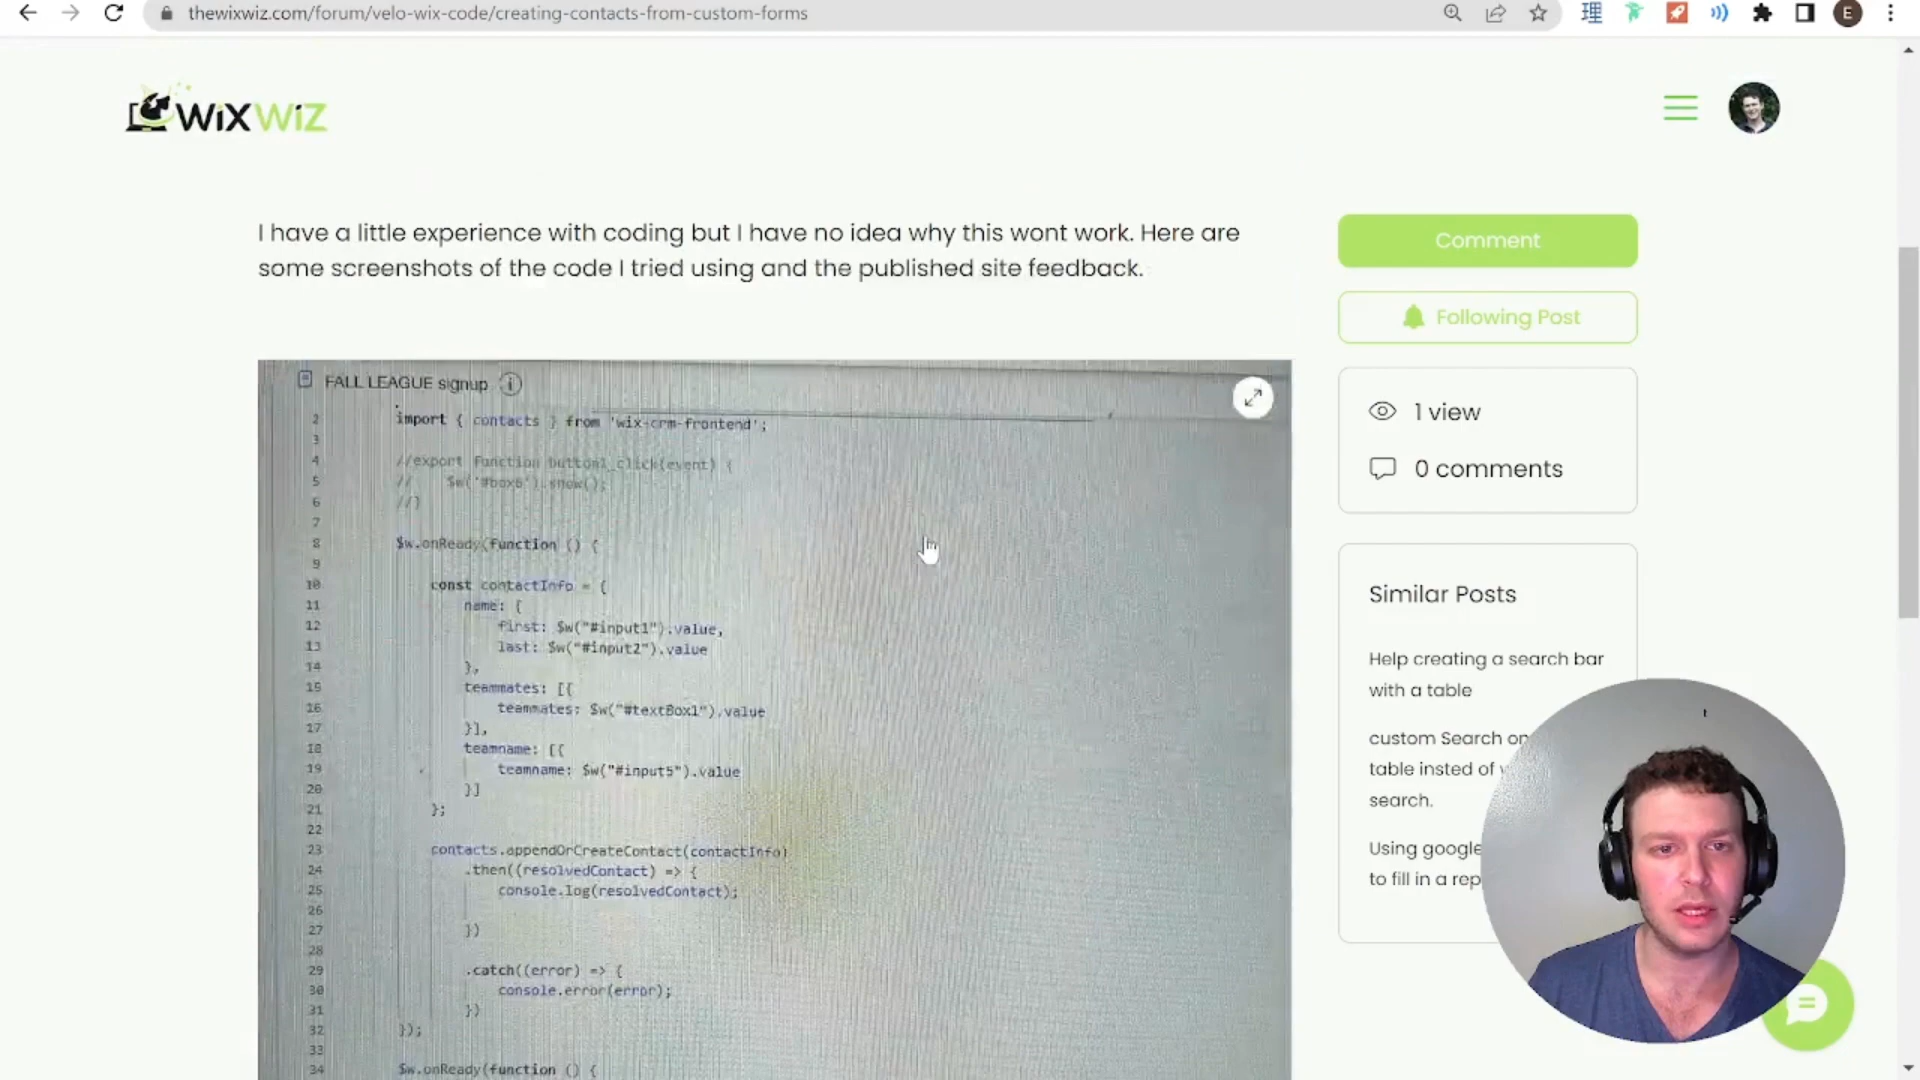 thewixwiz.com/forum/velo-wix-code/creating-contacts-from-custom-forms
理
E
WiXWiZ
I have a little experience with coding but I have no idea why this wont work. Here are
some screenshots of the code I tried using and the published site feedback.
Comment
Following Post
1 view
0 comments
Similar Posts
Help creating a search bar
with a table
custom Search on
table insted of
search.
Using google
to fill in a rep
FALL LEAGUE signup
2 import { contacts } from 'wix-crm-frontend';
3
4 //export function button1_click(event) {
5 // $w('#box6').show();
6 //}
7
8 $w.onReady(function () {
9
10 const contactInfo = {
11 name: {
12 first: $w("#input1").value,
13 last: $w("#input2").value
14 },
15 teammates: [{
16 teammates: $w("#textBox1").value
17 }],
18 teamname: [{
19 teamname: $w("#input5").value
20 }]
21 };
22
23 contacts.appendOrCreateContact(contactInfo)
24 .then((resolvedContact) => {
25 console.log(resolvedContact);
26
27 })
28
29 .catch((error) => {
30 console.error(error);
31 })
32 });
33
34 $w.onReady(function () {